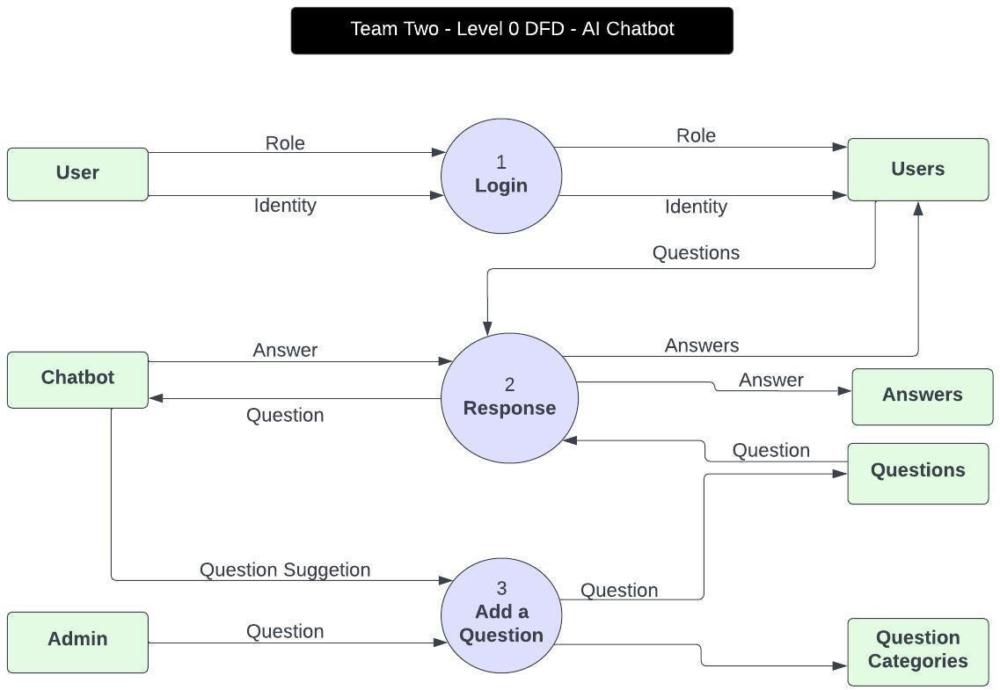 Team Two - Level 0 DFD - AI Chatbot
Role
Role
User
1
Login
Users
Identity
Identity
Questions
Answer
Answers
Chatbot
2
Response
Answer
Answers
Question
Question
Questions
Question Suggetion
3
Add a
Question
Question
Admin
Question
Question
Categories